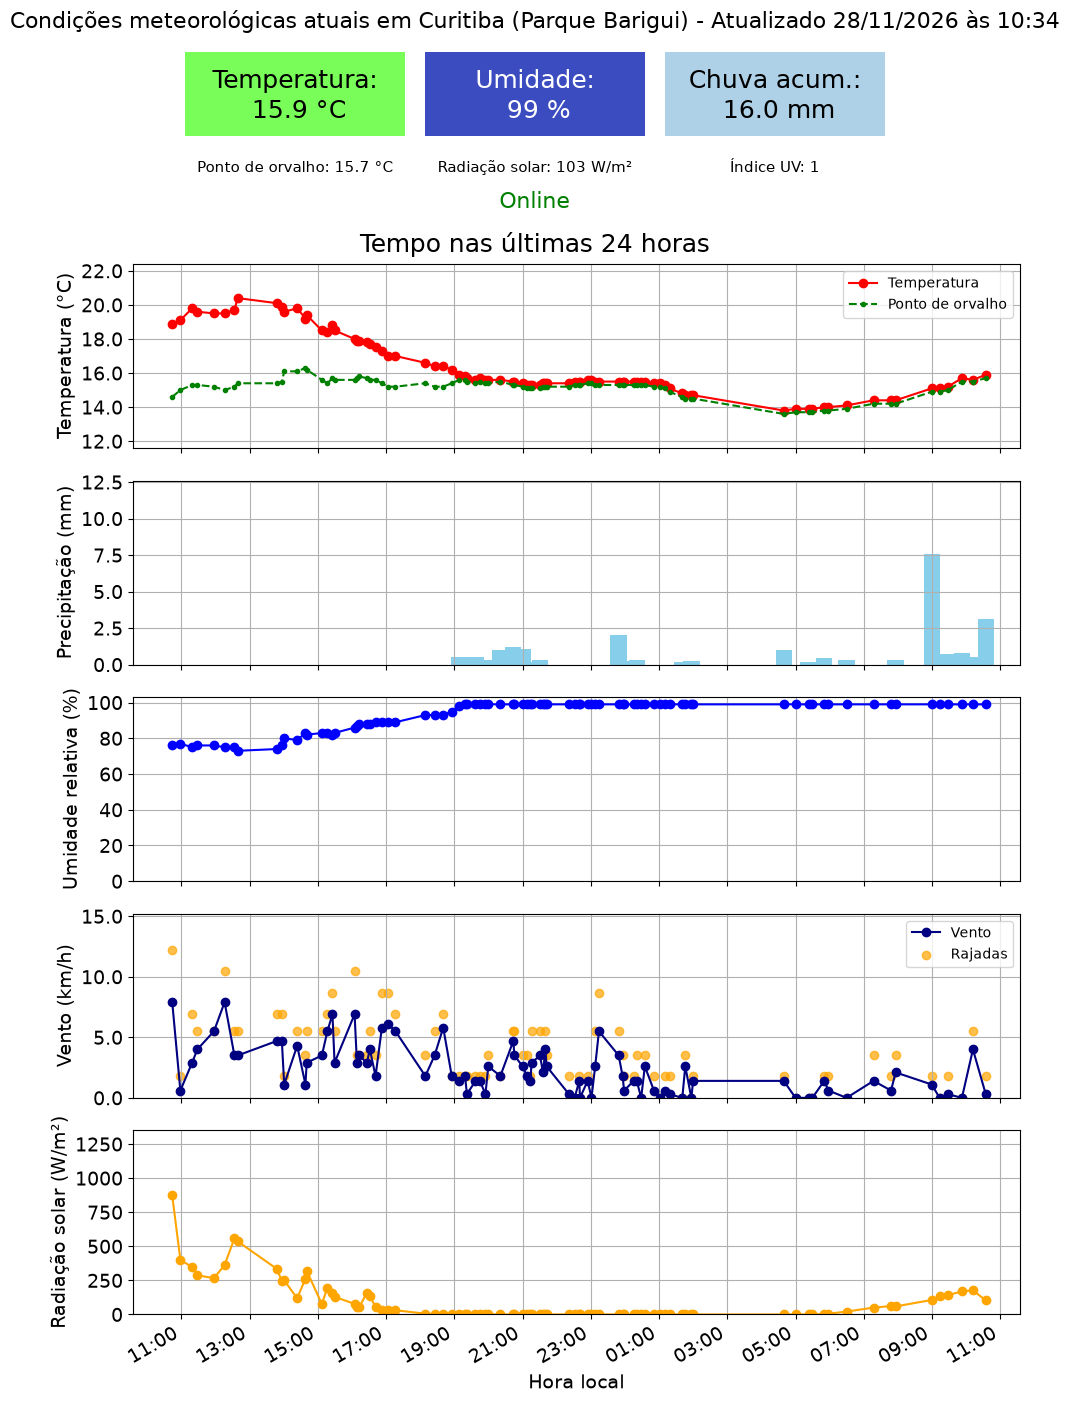 Condições meteorológicas atuais em Curitiba (Parque Barigui) - Atualizado 28/11/2026 às 10:34
Temperatura:
15.9 °C
Umidade:
99 %
Chuva acum.:
16.0 mm
Ponto de orvalho: 15.7 °C
Radiação solar: 103 W/m²
Índice UV: 1
Online
Tempo nas últimas 24 horas
Temperatura (°C)
22.0
20.0
18.0
16.0
14.0
12.0
Temperatura
Ponto de orvalho
Precipitação (mm)
12.5
10.0
7.5
5.0
2.5
0.0
Umidade relativa (%)
100
80
60
40
20
0
Vento (km/h)
15.0
10.0
5.0
0.0
Vento
Rajadas
Radiação solar (W/m²)
1250
1000
750
500
250
0
11:00
13:00
15:00
17:00
19:00
21:00
23:00
01:00
03:00
05:00
07:00
09:00
11:00
Hora local